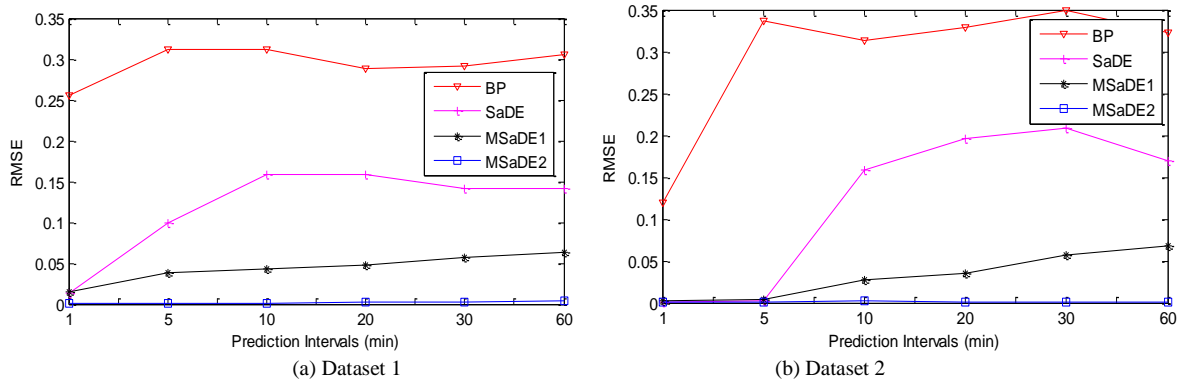 0.35
0.3
0.25
0.2
0.15
0.1
0.05
0
RMSE
BP
SaDE
MSaDE1
MSaDE2
1 5 10 20 30 60
Prediction Intervals (min)
(a) Dataset 1
0.35
0.3
0.25
0.2
0.15
0.1
0.05
0
RMSE
BP
SaDE
MSaDE1
MSaDE2
1 5 10 20 30 60
Prediction Intervals (min)
(b) Dataset 2